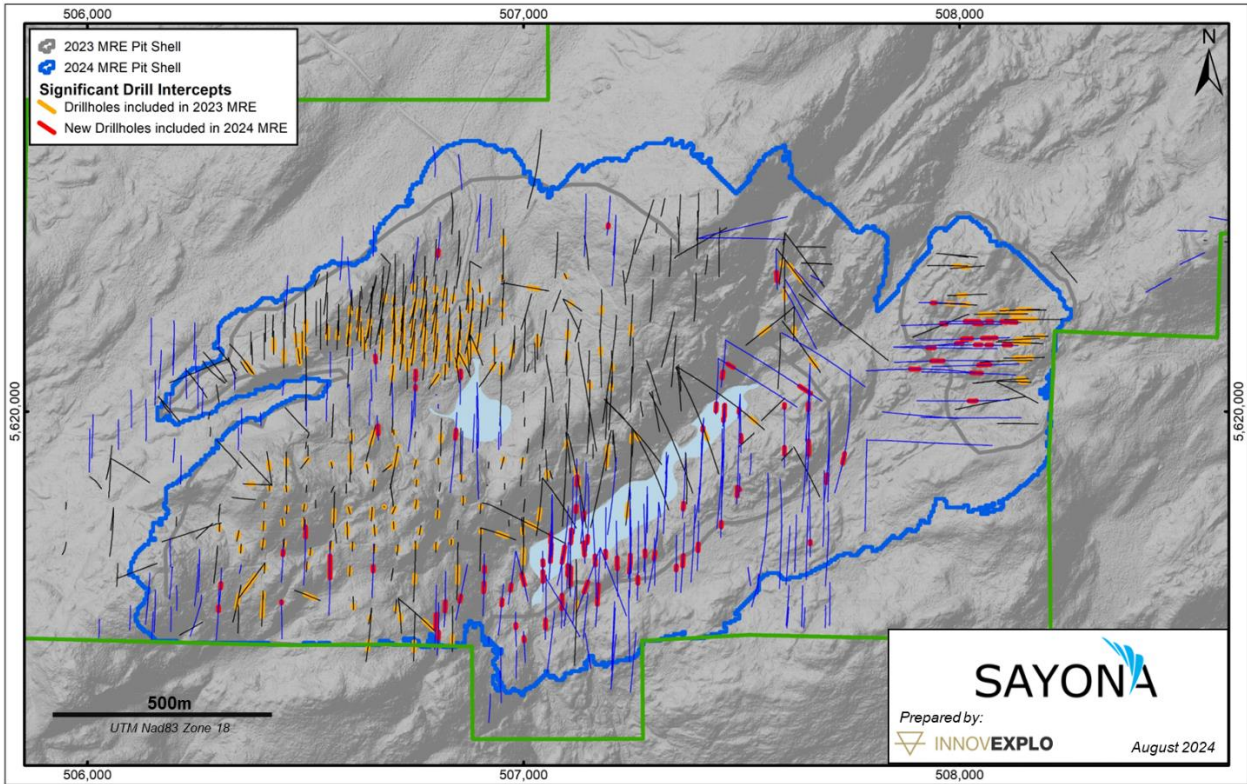 506,000
507,000
508,000
2023 MRE Pit Shell
2024 MRE Pit Shell
Significant Drill Intercepts
Drillholes included in 2023 MRE
New Drillholes included in 2024 MRE
N
5,620,000
5,620,000
500m
UTM Nad83 Zone 18
SAYONA
Prepared by:
INNOVEXPLO
August 2024
506,000
507,000
508,000